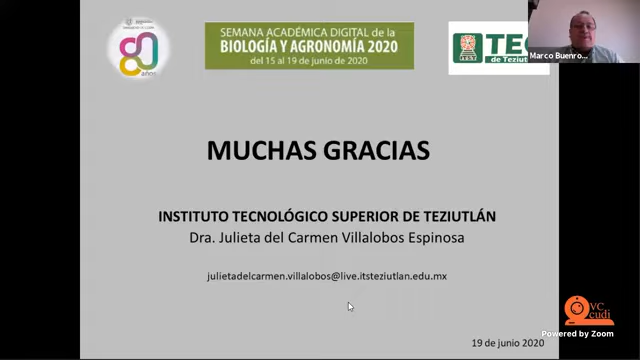 80
años
SEMANA ACADÉMICA DIGITAL de la
BIOLOGÍA Y AGRONOMÍA 2020
del 15 al 19 de junio de 2020
TEC
de Teziutl
Marco Buenro...
MUCHAS GRACIAS
INSTITUTO TECNOLÓGICO SUPERIOR DE TEZIUTLÁN
Dra. Julieta del Carmen Villalobos Espinosa
julietadelcarmen.villalobos@live.itsteziutlan.edu.mx
VC
cudi
Powered by Zoom
19 de junio 2020